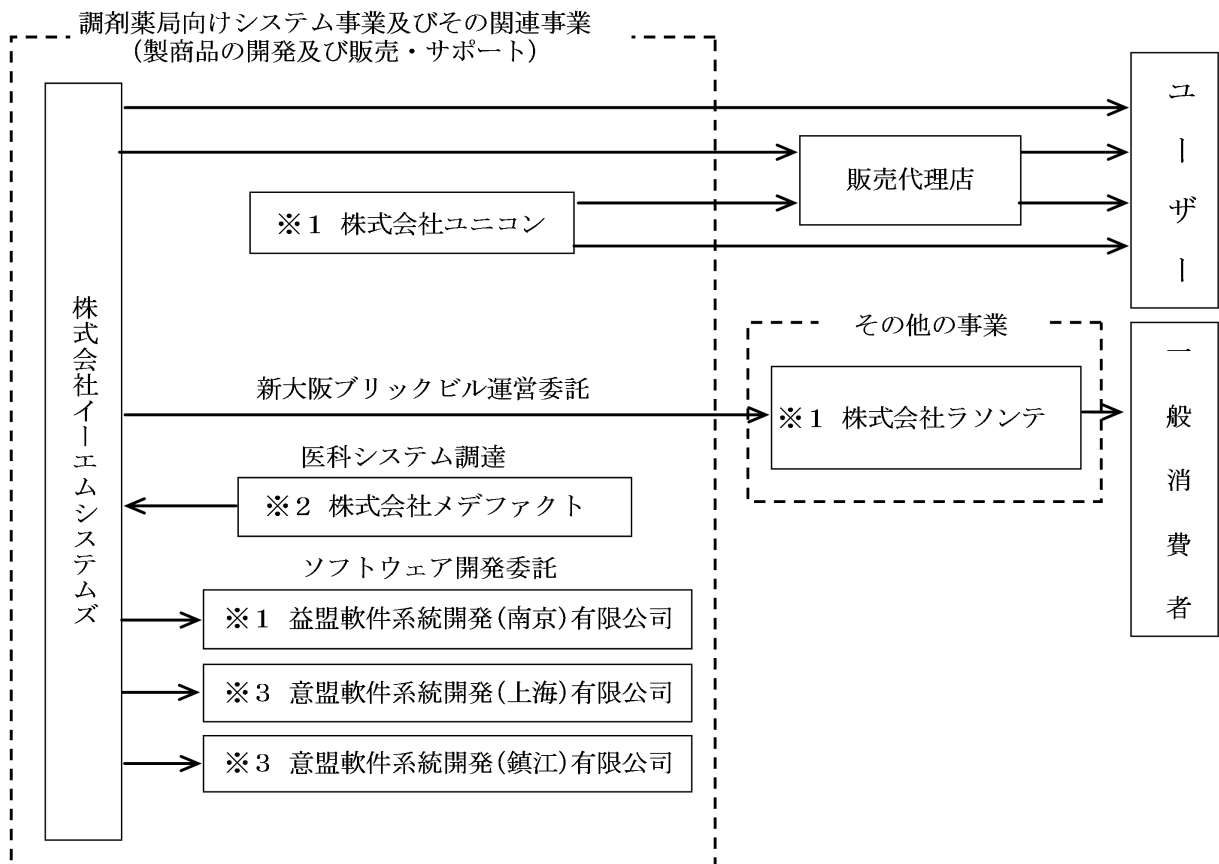 調剤薬局向けシステム事業及びその関連事業
(製商品の開発及び販売・サポート)
株式会社イーエムシステムズ
ユーザー
販売代理店
※1 株式会社ユニコン
その他の事業
一般消費者
新大阪ブリックビル運営委託
※1 株式会社ラソンテ
医科システム調達
※2 株式会社メデファクト
ソフトウェア開発委託
※1 益盟軟件系統開発(南京)有限公司
※3 意盟軟件系統開発(上海)有限公司
※3 意盟軟件系統開発(鎮江)有限公司